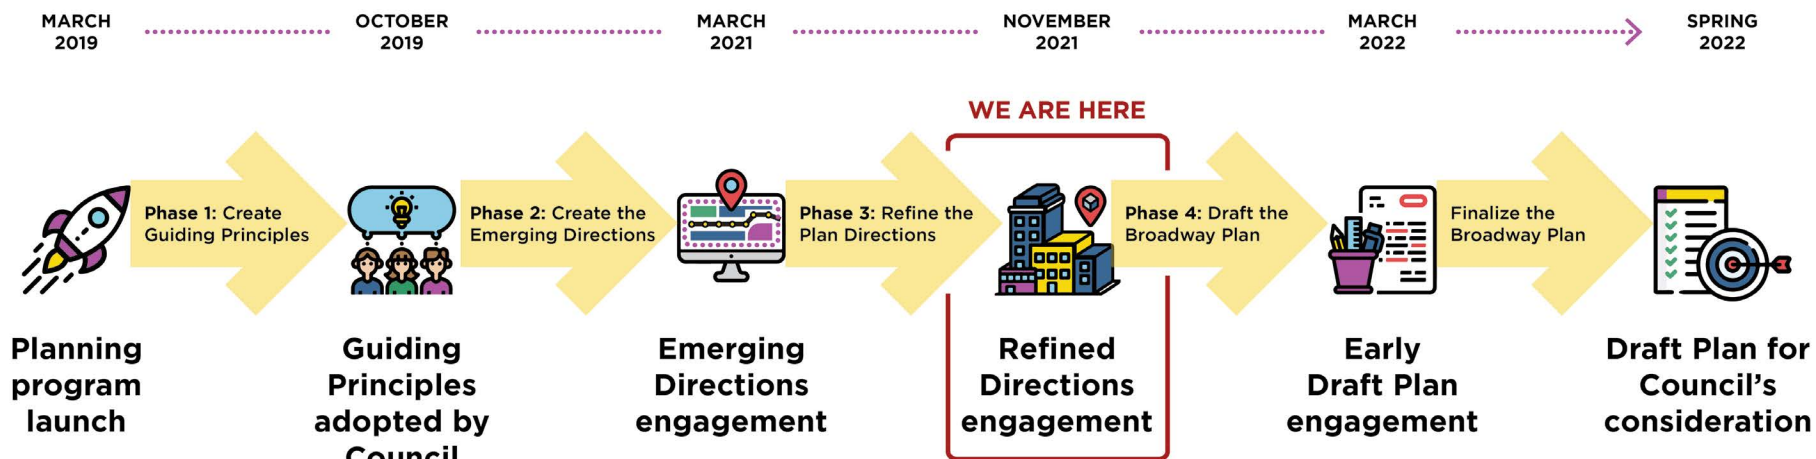 MARCH
2019
OCTOBER
2019
MARCH
2021
NOVEMBER
2021
MARCH
2022
SPRING
2022
WE ARE HERE
Phase 1: Create
Guiding Principles
Phase 2: Create the
Emerging Directions
Phase 3: Refine the
Plan Directions
Phase 4: Draft the
Broadway Plan
Finalize the
Broadway Plan
Planning
program
launch
Guiding
Principles
adopted by
Council
Emerging
Directions
engagement
Refined
Directions
engagement
Early
Draft Plan
engagement
Draft Plan for
Council’s
consideration